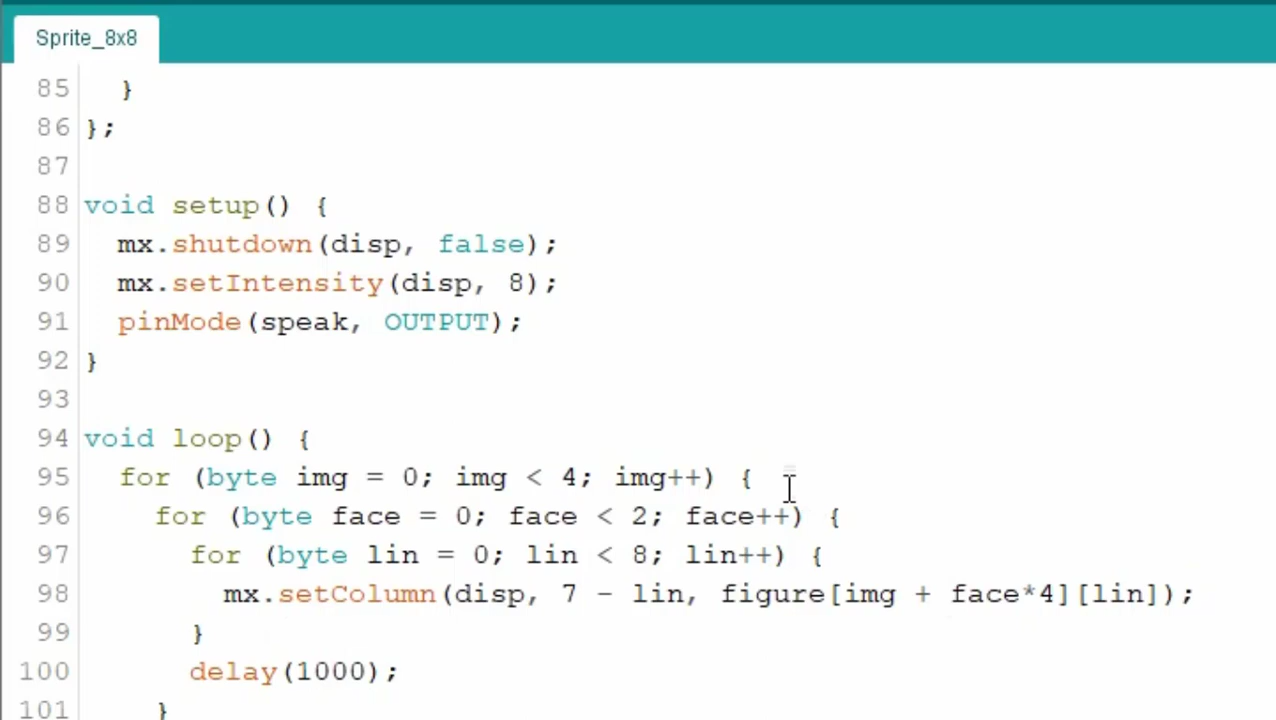 Sprite_8x8
85 }
86 };
87
88 void setup() {
89 mx.shutdown(disp, false);
90 mx.setIntensity(disp, 8);
91 pinMode(speak, OUTPUT);
92 }
93
94 void loop() {
95 for (byte img = 0; img < 4; img++) {
96 for (byte face = 0; face < 2; face++) {
97 for (byte lin = 0; lin < 8; lin++) {
98 mx.setColumn(disp, 7 - lin, figure[img + face*4][lin]);
99 }
100 delay(1000);
101 }